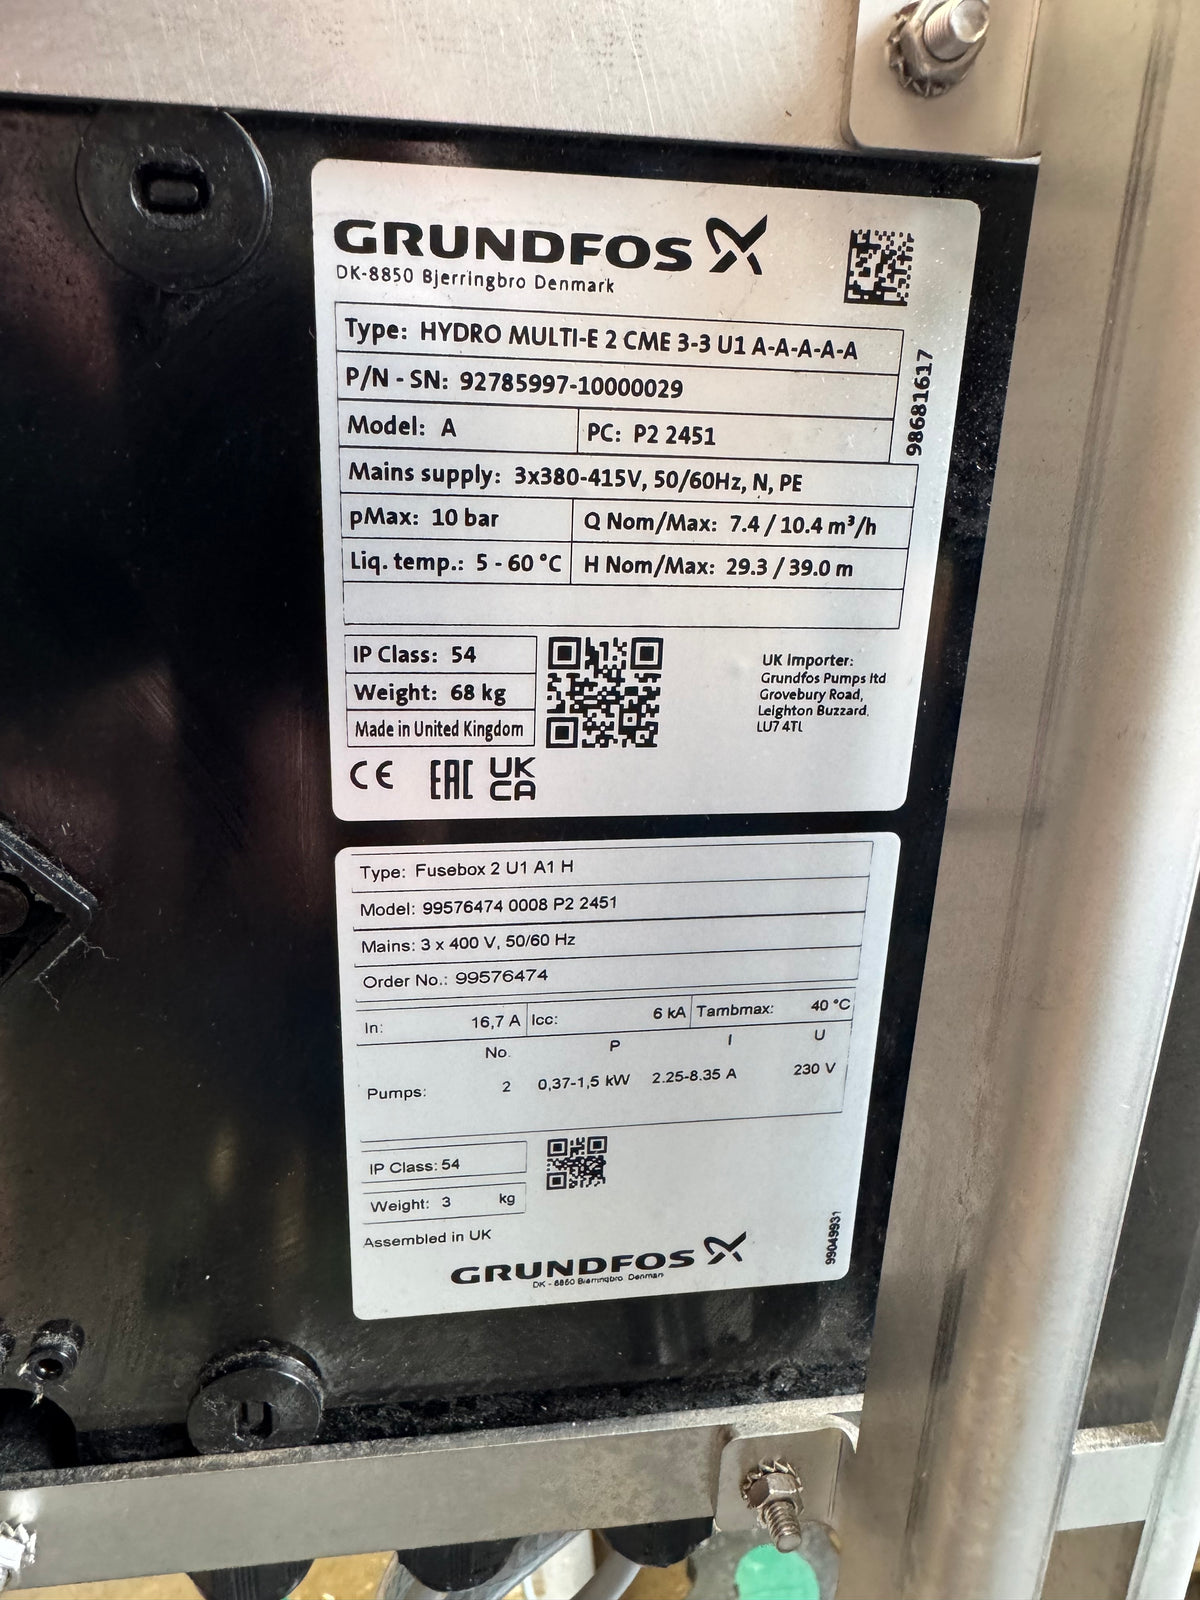 GRUNDFOS
DK-8850 Bjerringbro Denmark
Type: HYDRO MULTI-E 2 CME 3-3 U1 A-A-A-A-A
P/N - SN: 92785997-10000029
98681617
Model: A PC: P2 2451
Mains supply: 3x380-415V, 50/60Hz, N, PE
pMax: 10 bar Q Nom/Max: 7.4 / 10.4 m³/h
Liq. temp.: 5 - 60 °C H Nom/Max: 29.3 / 39.0 m
IP Class: 54
Weight: 68 kg
Made in United Kingdom
UK Importer:
Grundfos Pumps ltd
Grovebury Road,
Leighton Buzzard,
LU7 4TL
CE EAC UK
CA
Type: Fusebox 2 U1 A1 H
Model: 99576474 0008 P2 2451
Mains: 3 x 400 V, 50/60 Hz
Order No.: 99576474
In: 16,7 A Icc: 6 kA Tambmax: 40 °C
No. P I U
Pumps: 2 0,37-1,5 kW 2.25-8.35 A 230 V
IP Class: 54
Weight: 3 kg
Assembled in UK
GRUNDFOS
DK - 8850 Bjerringbro Denmark
99049931